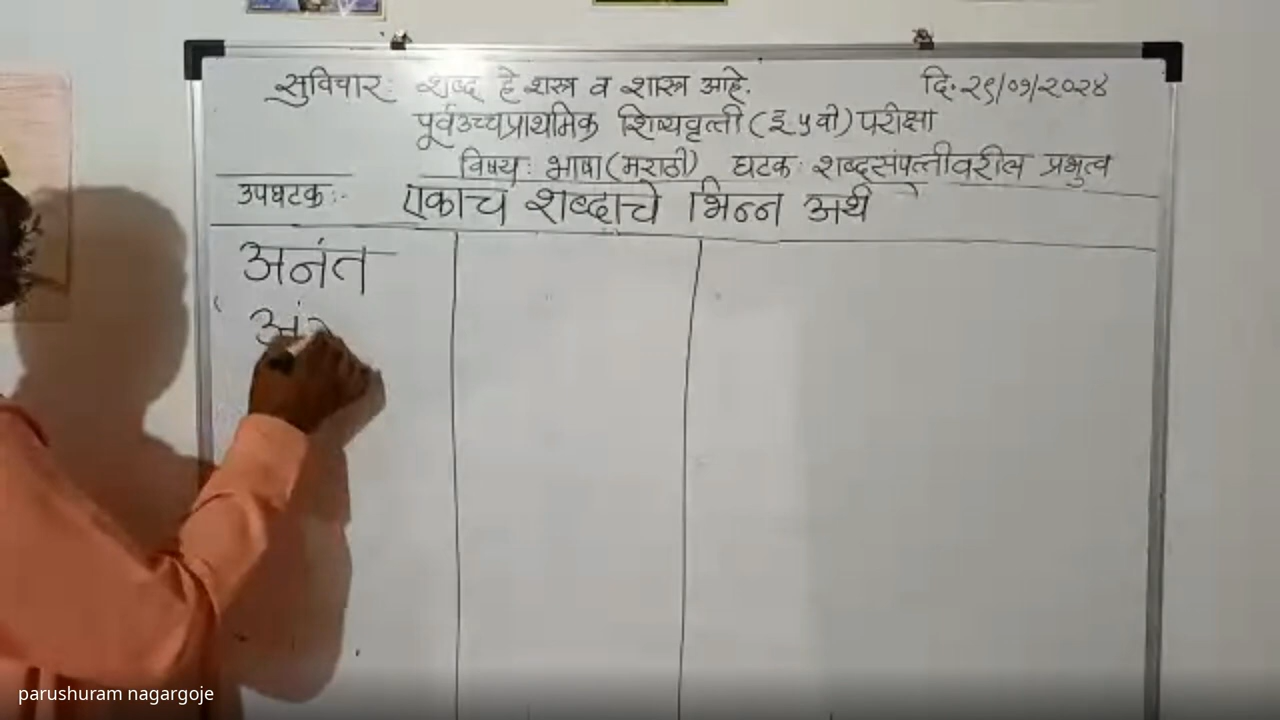 सुविचार: शब्द हे शस्त्र व शास्त्र आहे. दि. २९/०१/२०२४
पूर्वउच्चप्राथमिक शिष्यवृत्ती (इ. ५ वी) परीक्षा
विषय: भाषा (मराठी) घटक: शब्दसंपत्तीवरील प्रभुत्व
उपघटक:- एकाच शब्दाचे भिन्न अर्थ
अनंत
parushuram nagargoje